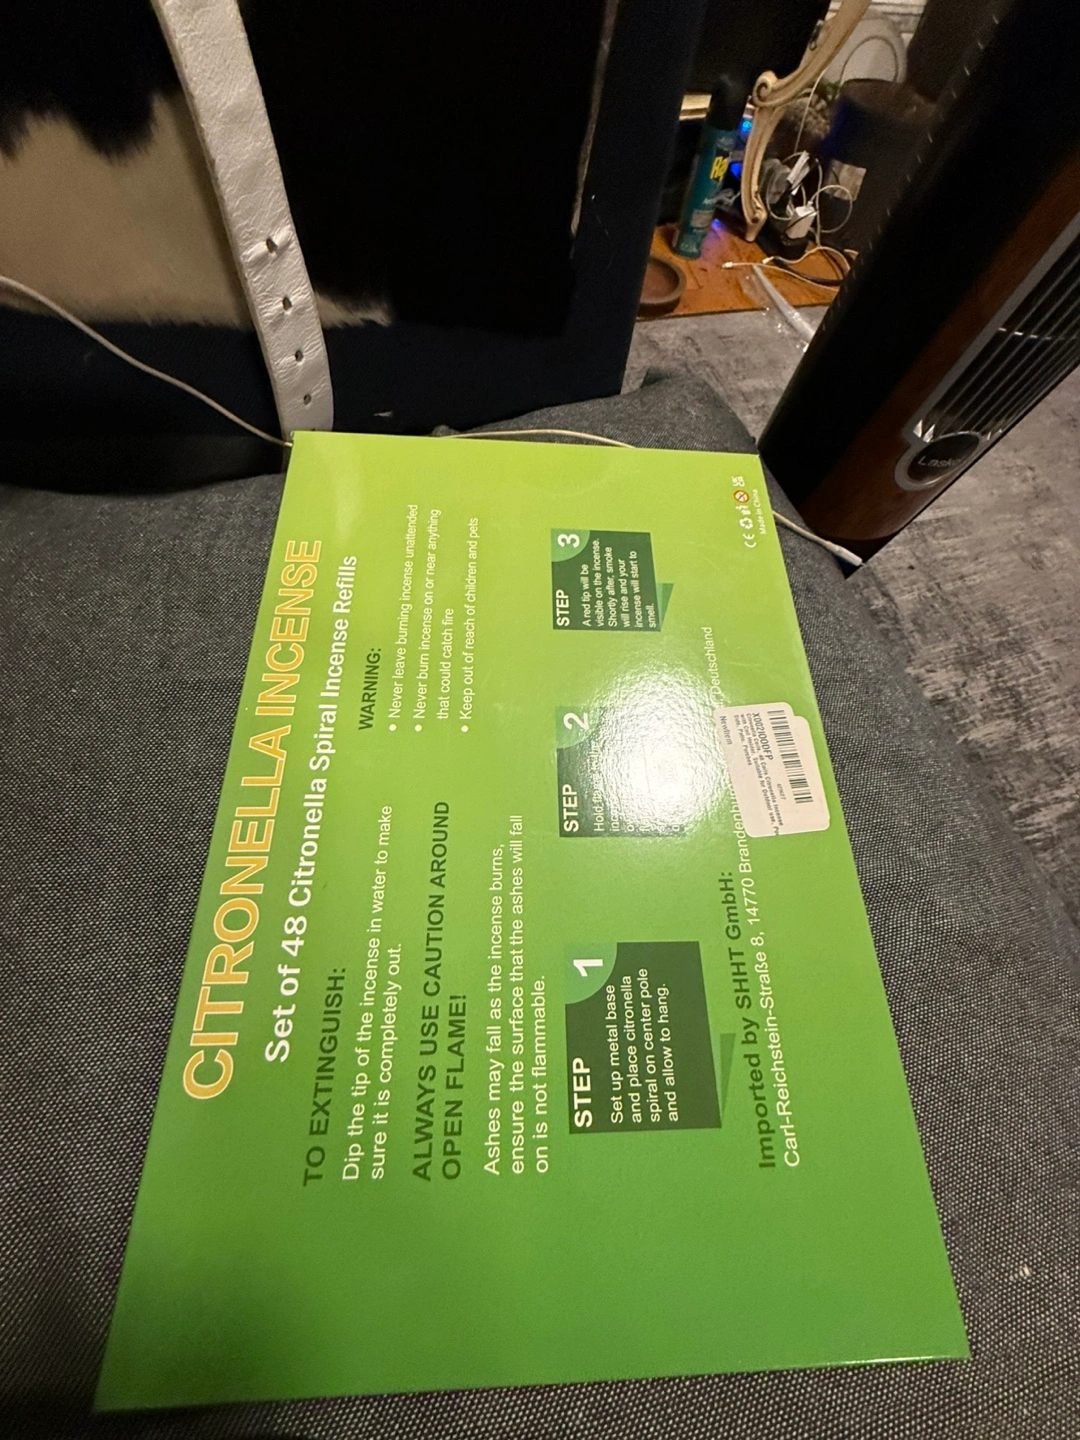 CITRONELLA INCENSE
Set of 48 Citronella Spiral Incense Refills
TO EXTINGUISH:
Dip the tip of the incense in water to make
sure it is completely out.
ALWAYS USE CAUTION AROUND
OPEN FLAME!
Ashes may fall as the incense burns,
ensure the surface that the ashes will fall
on is not flammable.
WARNING:
• Never leave burning incense unattended
• Never burn incense on or near anything
that could catch fire
• Keep out of reach of children and pets
STEP 1
Set up metal base
and place citronella
spiral on center pole
and allow to hang.
STEP 2
Hold
STEP 3
A red tip will be
visible on the incense.
Shortly after, smoke
will rise and your
incense will start to
smell.
Imported by SHHT GmbH:
Carl-Reichstein-Straße 8, 14770 Deutschland
CE
Made in China
NewItem
Lasko